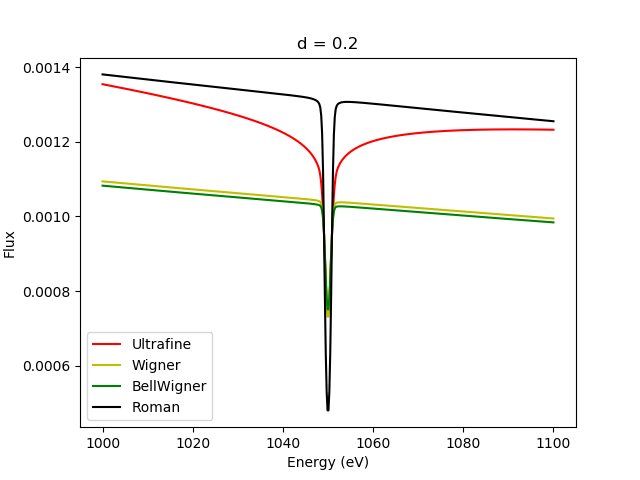 d = 0.2
0.0014
0.0012
0.0010
0.0008
0.0006
Flux
Ultrafine
Wigner
BellWigner
Roman
1000
1020
1040
1060
1080
1100
Energy (eV)